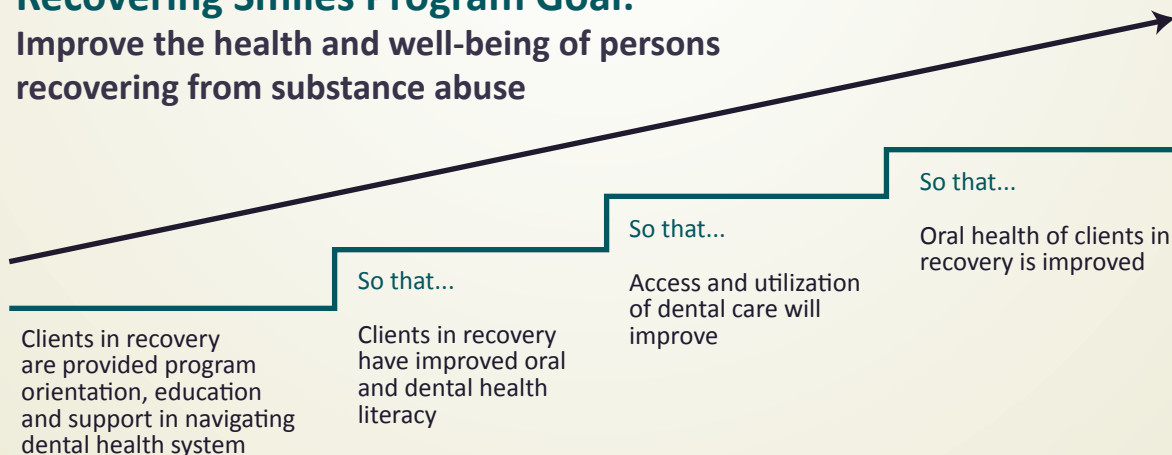 Recovering Smiles Program Goal:
Improve the health and well-being of persons
recovering from substance abuse
Clients in recovery
are provided program
orientation, education
and support in navigating
dental health system
So that...
Clients in recovery
have improved oral
and dental health
literacy
So that...
Access and utilization
of dental care will
improve
So that...
Oral health of clients in
recovery is improved